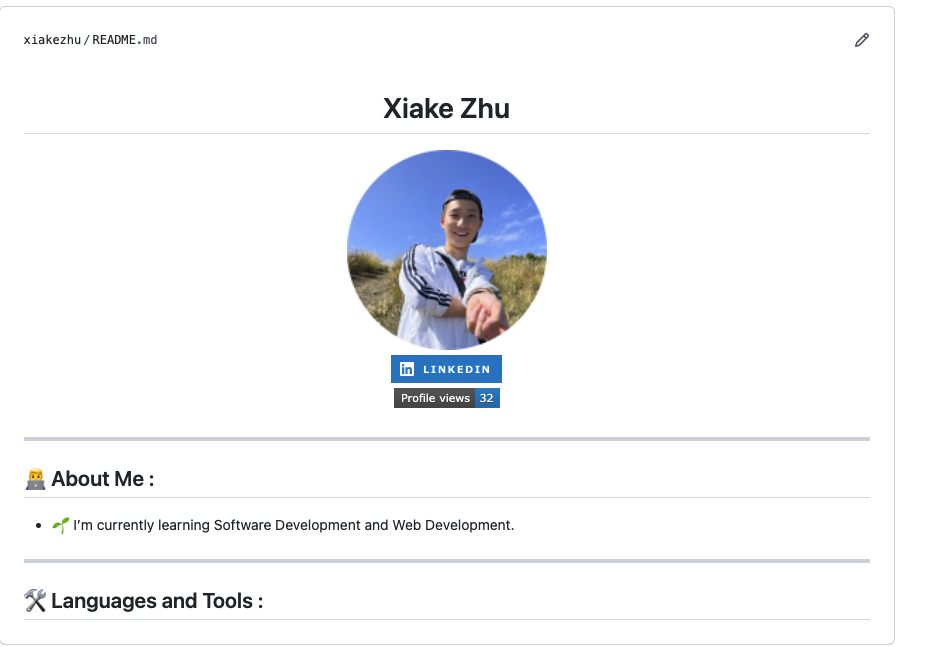 xiakezhu/README.md
Xiake Zhu
in LINKEDIN
Profile views 32
About Me :
I’m currently learning Software Development and Web Development.
Languages and Tools :